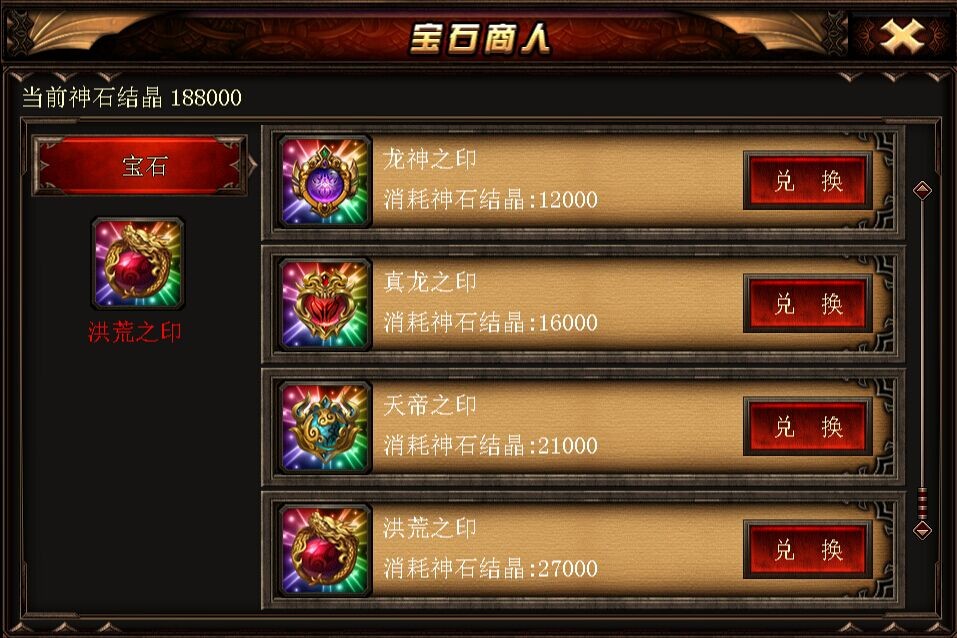 宝石商人
当前神石结晶 188000
宝石
洪荒之印
龙神之印
消耗神石结晶:12000
兑 换
真龙之印
消耗神石结晶:16000
兑 换
天帝之印
消耗神石结晶:21000
兑 换
洪荒之印
消耗神石结晶:27000
兑 换